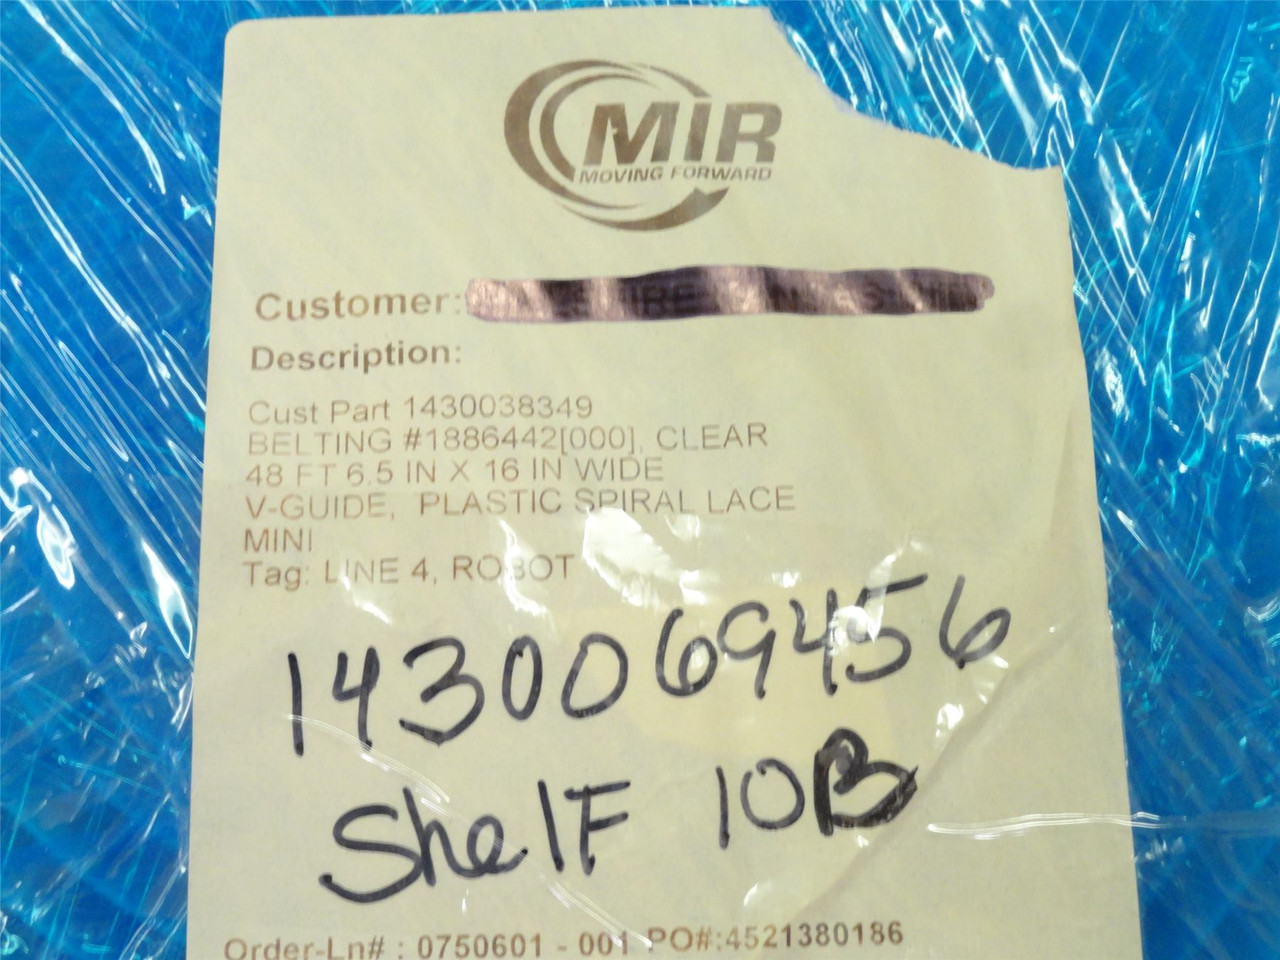 MIR
MOVING FORWARD
Customer:
Description:
Cust Part 1430038349
BELTING #1886442[000], CLEAR
48 FT 6.5 IN X 16 IN WIDE
V-GUIDE, PLASTIC SPIRAL LACE
MINI
Tag: LINE 4, ROBOT
1430069456
Shelf 10B
Order-Ln# : 0750601 - 001 PO#:4521380186